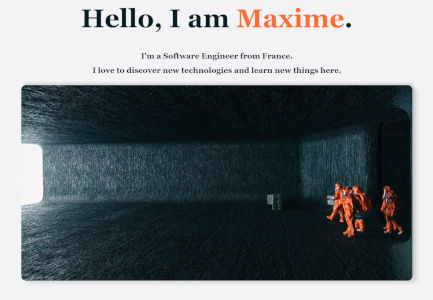 Hello, I am Maxime.
I'm a Software Engineer from France.
I love to discover new technologies and learn new things here.